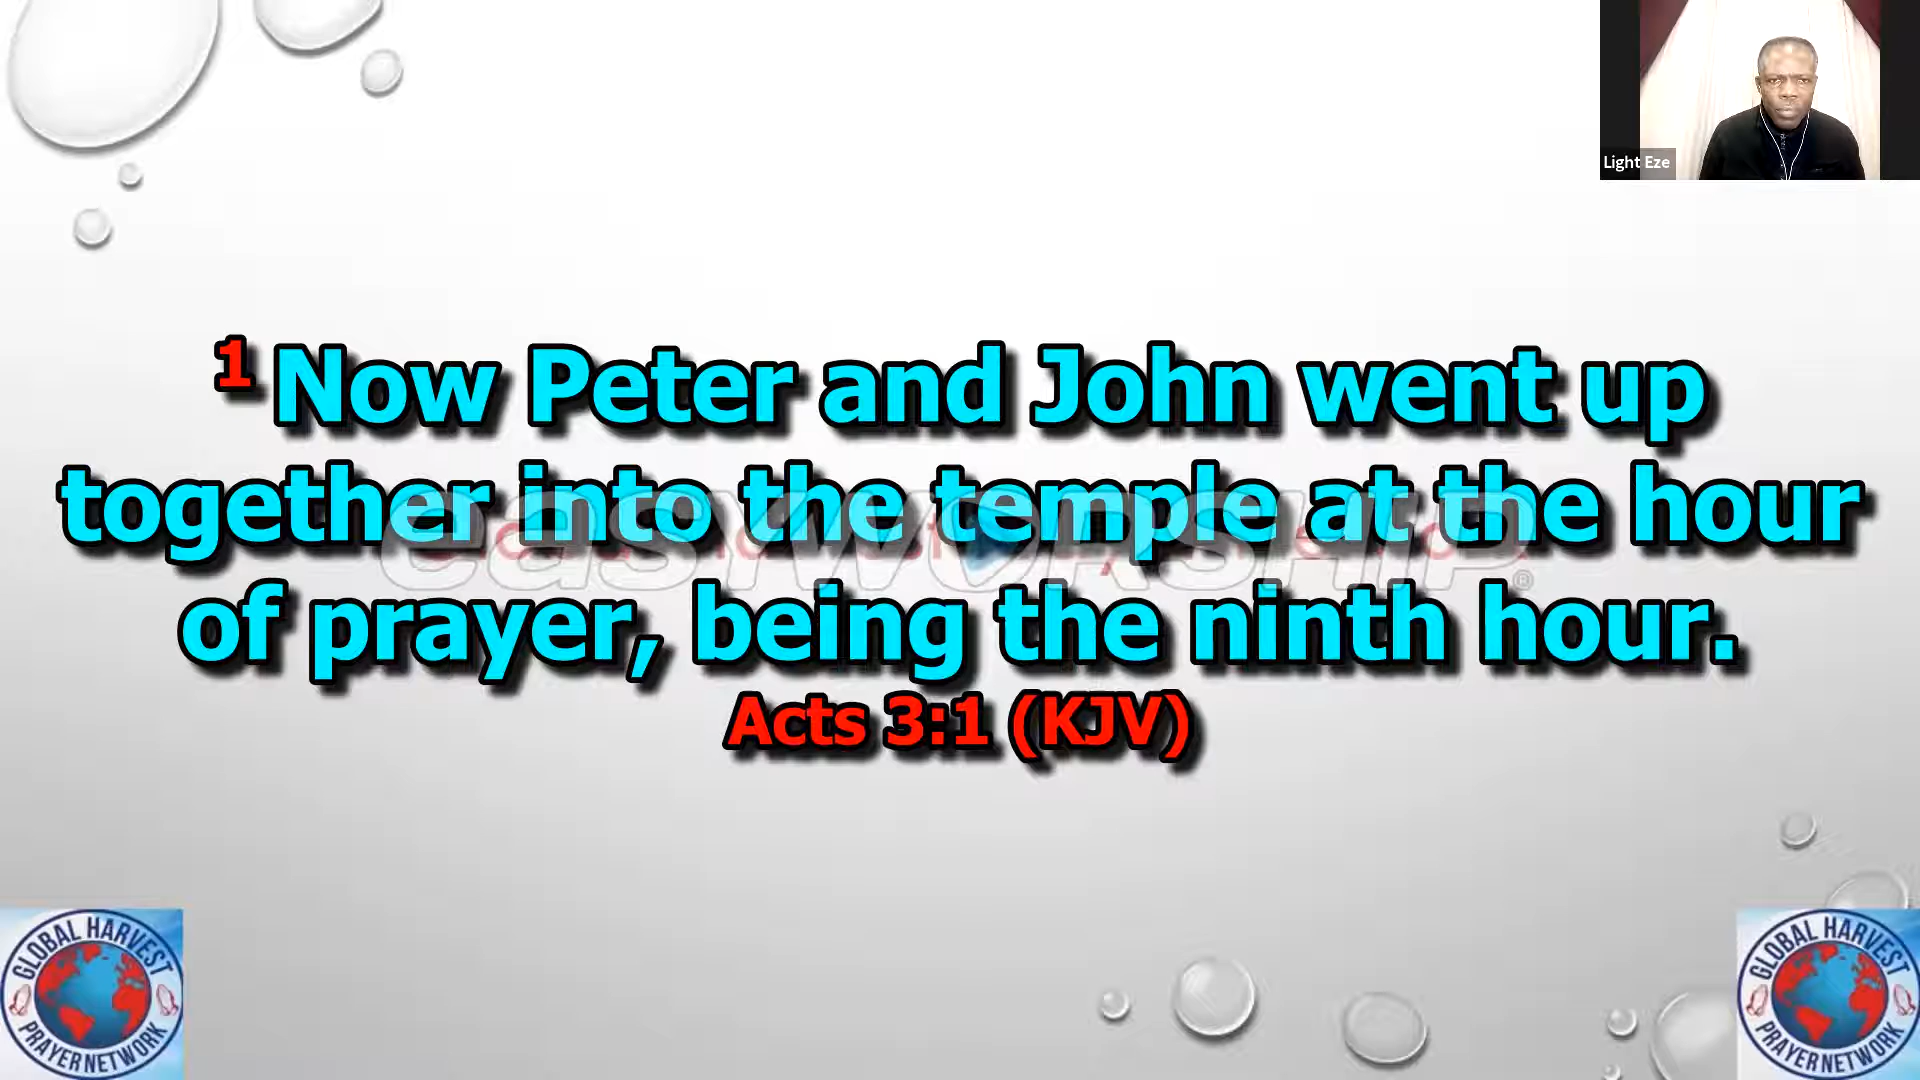 Light Eze
1 Now Peter and John went up
together into the temple at the hour
of prayer, being the ninth hour.
easyworship®
Acts 3:1 (KJV)
GLOBAL HARVEST
PRAYER NETWORK
GLOBAL HARVEST
PRAYER NETWORK